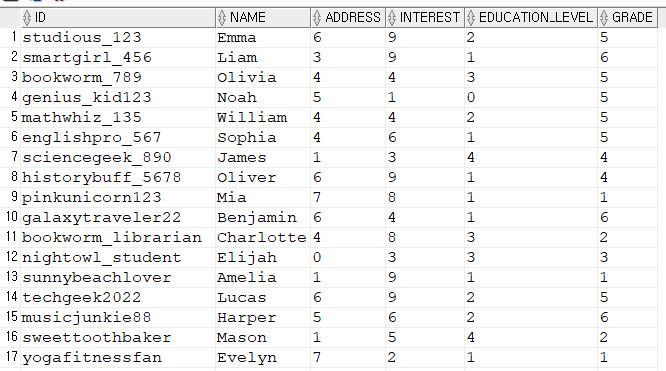 ID NAME ADDRESS INTEREST EDUCATION_LEVEL GRADE
1 studious_123 Emma 6 9 2 5
2 smartgirl_456 Liam 3 9 1 6
3 bookworm_789 Olivia 4 4 3 5
4 genius_kid123 Noah 5 1 0 5
5 mathwhiz_135 William 4 4 2 5
6 englishpro_567 Sophia 4 6 1 5
7 sciencegeek_890 James 1 3 4 4
8 historybuff_5678 Oliver 6 9 1 4
9 pinkunicorn123 Mia 7 8 1 1
10 galaxytraveler22 Benjamin 6 4 1 6
11 bookworm_librarian Charlotte 4 8 3 2
12 nightowl_student Elijah 0 3 3 3
13 sunnybeachlover Amelia 1 9 1 1
14 techgeek2022 Lucas 6 9 2 5
15 musicjunkie88 Harper 5 6 2 6
16 sweettoothbaker Mason 1 5 4 2
17 yogafitnessfan Evelyn 7 2 1 1